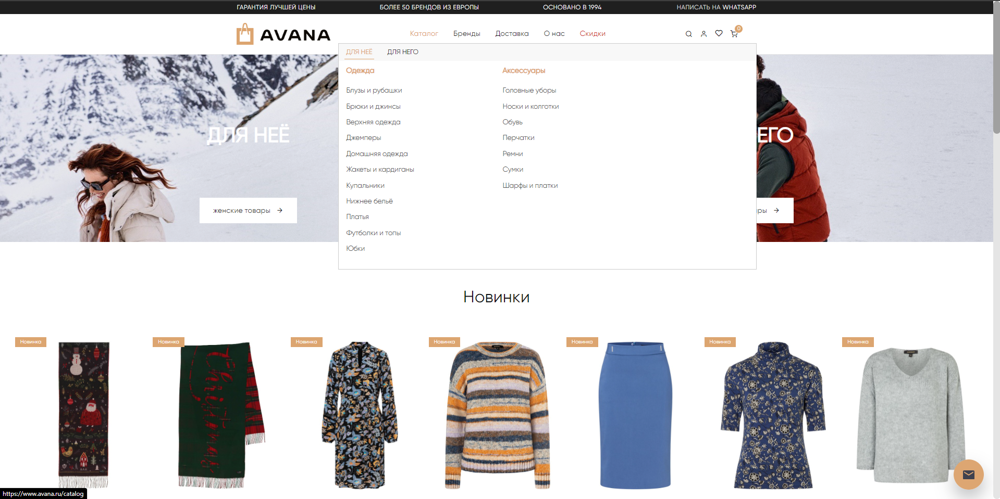 ГАРАНТИЯ ЛУЧШЕЙ ЦЕНЫ
БОЛЕЕ 50 БРЕНДОВ ИЗ ЕВРОПЫ
ОСНОВАНО В 1994
НАПИСАТЬ НА WHATSAPP
AVANA
Каталог
Бренды
Доставка
О нас
Скидки
0
ДЛЯ НЕЁ
ДЛЯ НЕГО
Одежда
Блузы и рубашки
Брюки и джинсы
Верхняя одежда
Джемперы
Домашняя одежда
Жакеты и кардиганы
Купальники
Нижнее бельё
Платья
Футболки и топы
Юбки
Аксессуары
Головные уборы
Носки и колготки
Обувь
Перчатки
Ремни
Сумки
Шарфы и платки
ДЛЯ НЕЁ
женские товары
ЕГО
ры
Новинки
Новинка
Новинка
Новинка
Новинка
Новинка
Новинка
Новинка
https://www.avana.ru/catalog